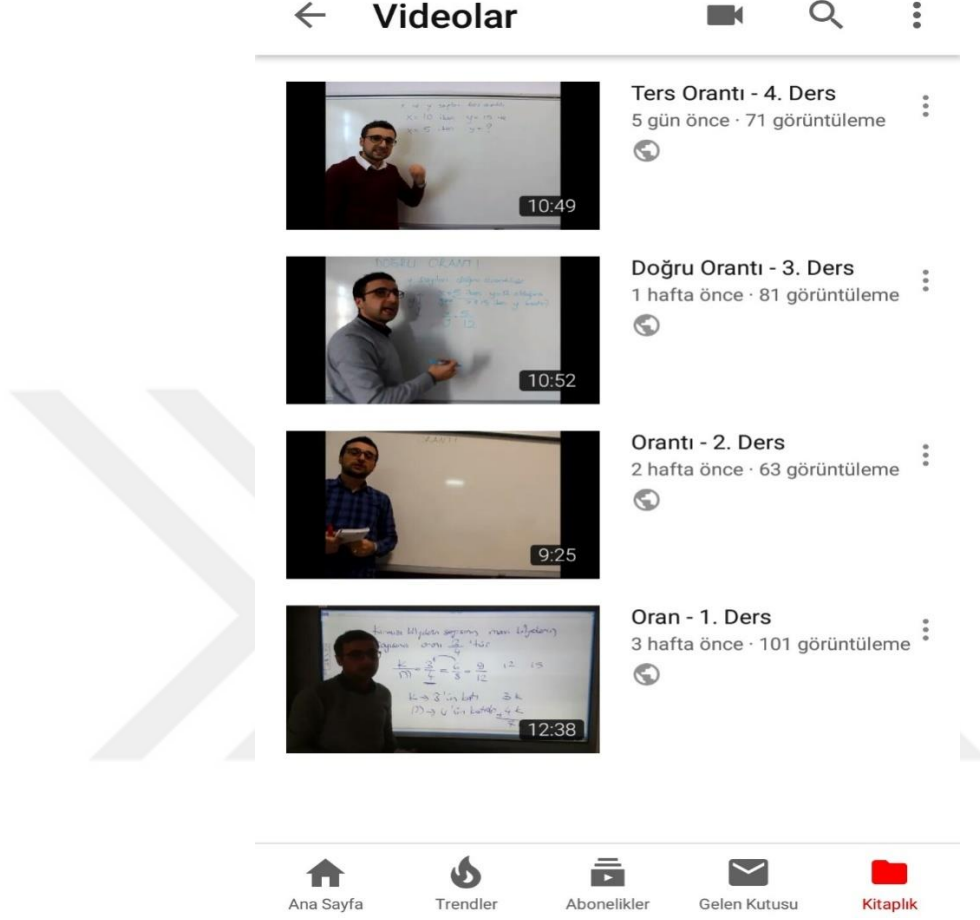 Videolar
Ters Orantı - 4. Ders
5 gün önce · 71 görüntüleme
10:49
DOĞRU ORANTI
Doğru Orantı - 3. Ders
1 hafta önce · 81 görüntüleme
10:52
Orantı - 2. Ders
2 hafta önce · 63 görüntüleme
9:25
Oran - 1. Ders
3 hafta önce · 101 görüntüleme
12:38
Ana Sayfa Trendler Abonelikler Gelen Kutusu Kitaplık